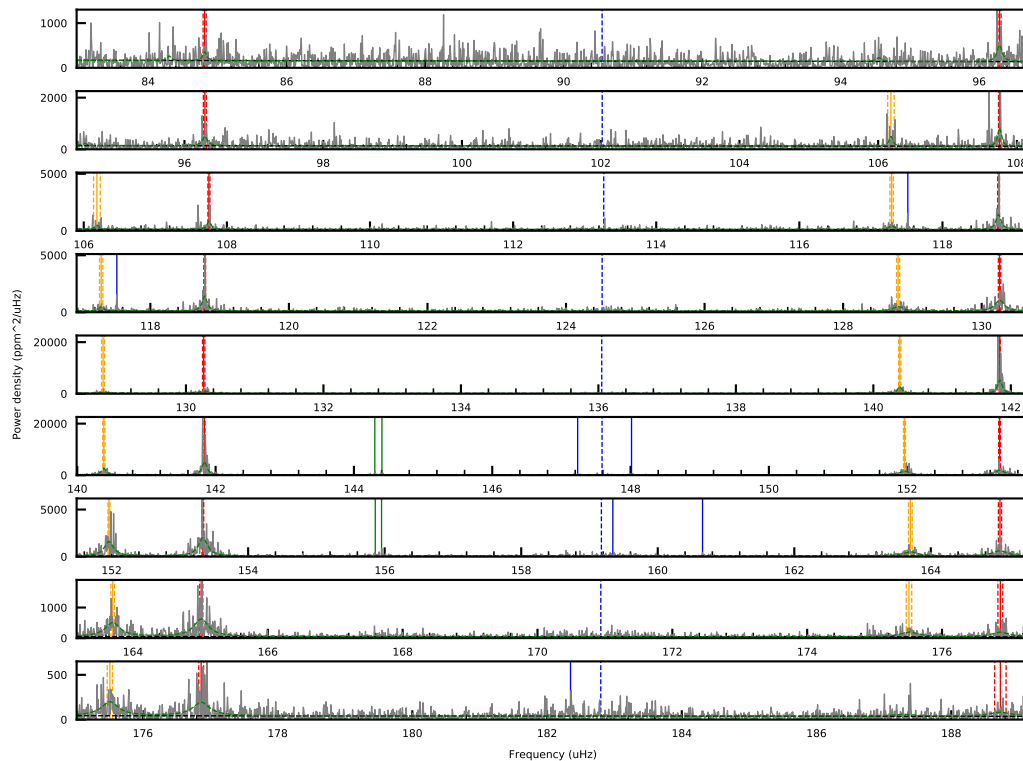 1000
0
84 86 88 90 92 94 96
2000
0
96 98 100 102 104 106 108
5000
0
106 108 110 112 114 116 118
5000
0
118 120 122 124 126 128 130
20000
0
130 132 134 136 138 140 142
20000
0
140 142 144 146 148 150 152
5000
0
152 154 156 158 160 162 164
1000
0
164 166 168 170 172 174 176
500
0
176 178 180 182 184 186 188
Power density (ppm^2/uHz)
Frequency (uHz)